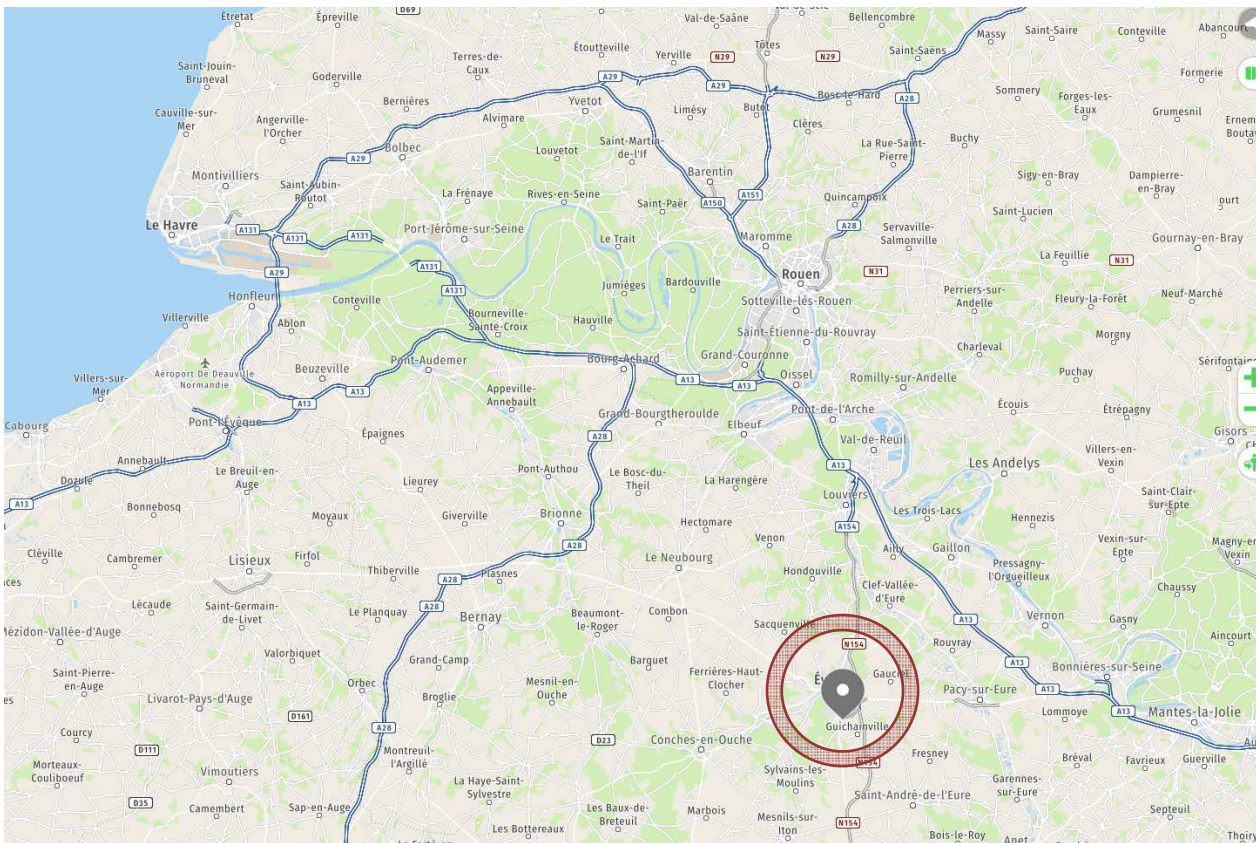 D69
Étretat
Épreville
Val-de-Saâne
Bellencombre
Massy
Saint-Saire
Conteville
Abancourt
Terres-de-
Caux
Étoutteville
Yerville
N29
Tôtes
N29
Saint-Saëns
Saint-Jouin-
Bruneval
Goderville
A29
A29
Formerie
Bernières
Yvetot
Limésy
Butot
Bosc-le-Hard
A28
Sommery
Forges-les-
Eaux
Grumesnil
Cauville-sur-
Mer
Angerville-
l'Orcher
Alvimare
Clères
Bolbec
A29
Louvetot
Saint-Martin-
de-l'If
La Rue-Saint-
Pierre
Buchy
Montivilliers
Saint-Aubin-
Routot
La Frénaye
Rives-en-Seine
Barentin
A151
Sigy-en-Bray
Dampierre-
en-Bray
Saint-Paër
A150
Quincampoix
Saint-Lucien
Le Havre
A131
A131
A131
Port-Jérôme-sur-Seine
Le Trait
Maromme
A28
Servaville-
Salmonville
Gournay-en-Bray
A29
A131
A131
Jumièges
Bardouville
Rouen
N31
La Feuillie
N31
Honfleur
Conteville
Sotteville-lès-Rouen
Perriers-sur-
Andelle
Fleury-la-Forêt
Neuf-Marché
Villerville
Ablon
Bourneville-
Sainte-Croix
Hauville
Saint-Étienne-du-Rouvray
Charleval
Morgny
Aéroport De Deauville
Normandie
Beuzeville
Pont-Audemer
Bourg-Achard
Grand-Couronne
A13
A13
Oissel
Romilly-sur-Andelle
Puchay
Villers-sur-
Mer
A13
A13
Appeville-
Annebault
Grand-Bourgtheroulde
Elbeuf
Pont-de-l'Arche
Écouis
Étrépagny
Cabourg
Pont-l'Évêque
Épaignes
A28
Val-de-Reuil
Gisors
Annebault
Le Breuil-en-
Auge
Pont-Authou
Le Bosc-du-
Theil
La Harengère
A13
Les Andelys
Villers-en-
Vexin
Dozulé
Lieurey
Louviers
Saint-Clair-
sur-Epte
A13
Bonnebosq
Moyaux
Giverville
Brionne
Hectomare
A154
Les Trois-Lacs
Hennezis
Cléville
Cambremer
Lisieux
Firfol
Thiberville
A28
Plasnes
A28
Le Neubourg
Venon
Ailly
Gaillon
Vexin-sur-
Epte
Magny-en-
Vexin
Hondouville
Clef-Vallée-
d'Eure
Pressagny-
l'Orgueilleux
Chaussy
Lécaude
Saint-Germain-
de-Livet
Le Planquay
A28
Bernay
Beaumont-
le-Roger
Combon
Sacquenville
A13
Vernon
Gasny
Mézidon-Vallée-d'Auge
Valorbiquet
N154
Rouvray
Aincourt
Saint-Pierre-
en-Auge
Grand-Camp
Barquet
Ferrières-Haut-
Clocher
A13
Bonnières-sur-Seine
Livarot-Pays-d'Auge
Orbec
Broglie
Mesnil-en-
Ouche
Pacy-sur-Eure
A13
Lommoye
A13
Mantes-la-Jolie
D161
A28
Guichainville
Courcy
D111
Montreuil-
l'Argillé
D23
Conches-en-Ouche
Fresney
Morteaux-
Coulibœuf
Vimoutiers
N154
Bréval
Favrieux
Guerville
La Haye-Saint-
Sylvestre
Sylvains-les-
Moulins
Garennes-
sur-Eure
D35
Camembert
Sap-en-Auge
Les Baux-de-
Breteuil
Marbois
Saint-André-de-l'Eure
Septeuil
Les Bottereaux
Mesnils-sur-
Iton
N154
Bois-le-Roy
Anet